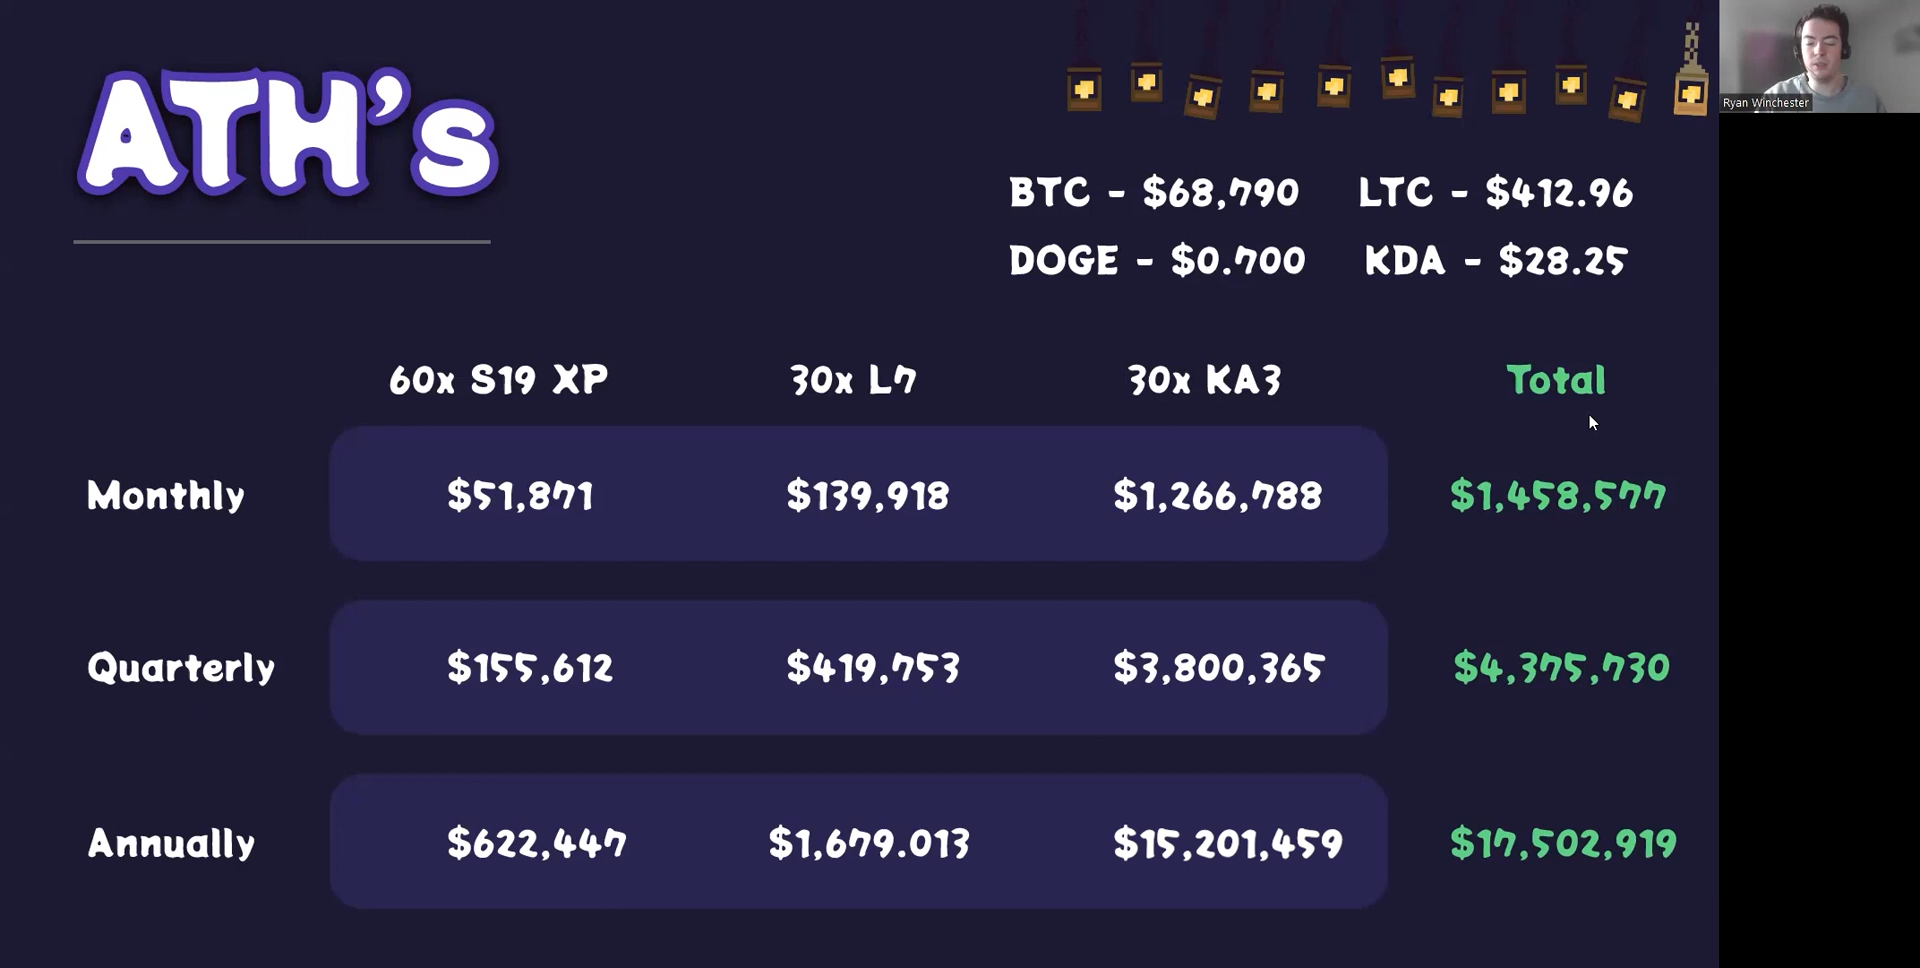 ATH's
BTC - $68,790 LTC - $412.96
DOGE - $0.700 KDA - $28.25
60x S19 XP 30x L7 30x KA3 Total
Monthly $51,871 $139,918 $1,266,788 $1,458,577
Quarterly $155,612 $419,753 $3,800,365 $4,375,730
Annually $622,447 $1,679.013 $15,201,459 $17,502,919
Ryan Winchester